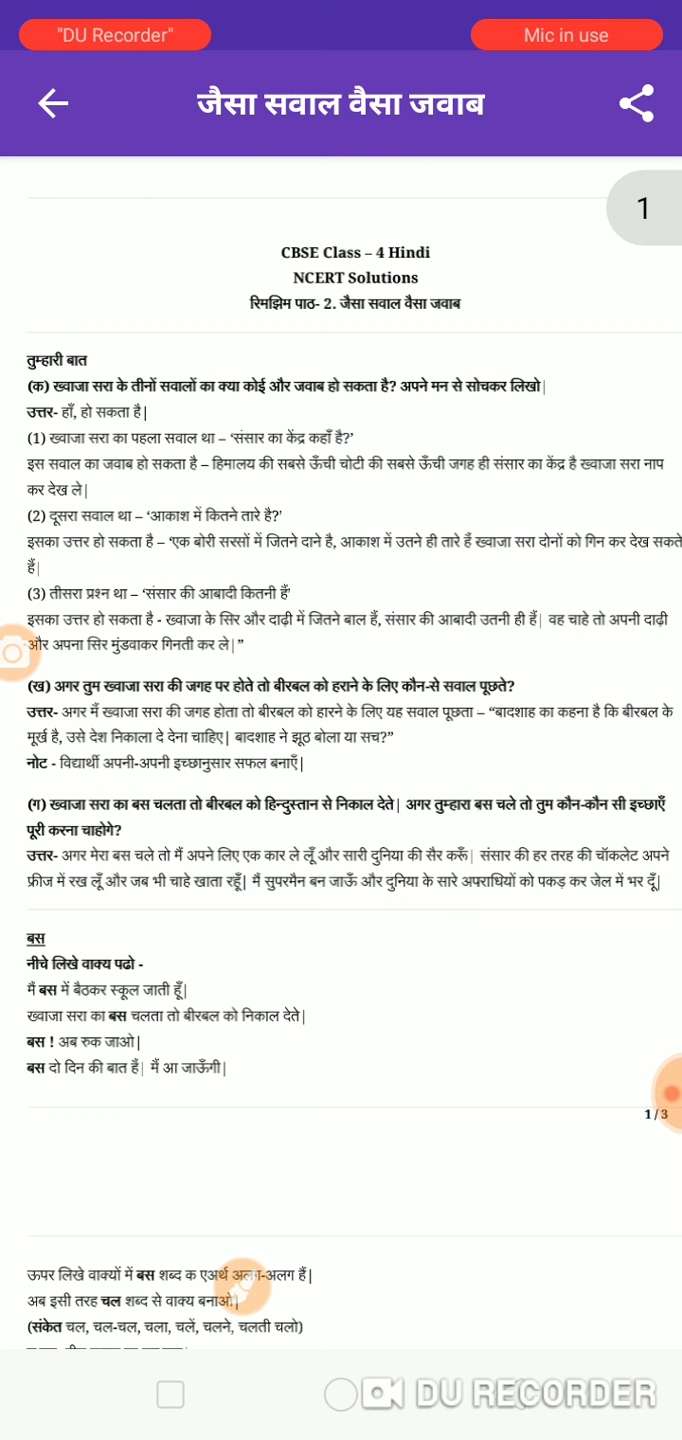 "DU Recorder"
Mic in use
जैसा सवाल वैसा जवाब
1
CBSE Class – 4 Hindi
NCERT Solutions
रिमझिम पाठ- 2. जैसा सवाल वैसा जवाब
तुम्हारी बात
(क) ख्वाजा सरा के तीनों सवालों का क्या कोई और जवाब हो सकता है? अपने मन से सोचकर लिखो|
उत्तर- हाँ, हो सकता है|
(1) ख्वाजा सरा का पहला सवाल था – ‘संसार का केंद्र कहाँ है?’
इस सवाल का जवाब हो सकता है – हिमालय की सबसे ऊँची चोटी की सबसे ऊँची जगह ही संसार का केंद्र है ख्वाजा सरा नाप
कर देख ले|
(2) दूसरा सवाल था – ‘आकाश में कितने तारे है?’
इसका उत्तर हो सकता है – ‘एक बोरी सरसों में जितने दाने है, आकाश में उतने ही तारे हैं ख्वाजा सरा दोनों को गिन कर देख सकते
हैं|
(3) तीसरा प्रश्न था – ‘संसार की आबादी कितनी हैं’
इसका उत्तर हो सकता है - ख्वाजा के सिर और दाढ़ी में जितने बाल हैं, संसार की आबादी उतनी ही हैं| वह चाहे तो अपनी दाढ़ी
और अपना सिर मुंडवाकर गिनती कर ले|”
(ख) अगर तुम ख्वाजा सरा की जगह पर होते तो बीरबल को हराने के लिए कौन-से सवाल पूछते?
उत्तर- अगर मैं ख्वाजा सरा की जगह होता तो बीरबल को हारने के लिए यह सवाल पूछता – “बादशाह का कहना है कि बीरबल के
मूर्ख है, उसे देश निकाला दे देना चाहिए| बादशाह ने झूठ बोला या सच?”
नोट - विद्यार्थी अपनी-अपनी इच्छानुसार सफल बनाएँ|
(ग) ख्वाजा सरा का बस चलता तो बीरबल को हिन्दुस्तान से निकाल देते| अगर तुम्हारा बस चले तो तुम कौन-कौन सी इच्छाएँ
पूरी करना चाहोगे?
उत्तर- अगर मेरा बस चले तो मैं अपने लिए एक कार ले लूँ और सारी दुनिया की सैर करूँ| संसार की हर तरह की चॉकलेट अपने
फ्रीज में रख लूँ और जब भी चाहे खाता रहूँ| मैं सुपरमैन बन जाऊँ और दुनिया के सारे अपराधियों को पकड़ कर जेल में भर दूँ|
बस
नीचे लिखे वाक्य पढो -
मैं बस में बैठकर स्कूल जाती हूँ|
ख्वाजा सरा का बस चलता तो बीरबल को निकाल देते|
बस ! अब रुक जाओ|
बस दो दिन की बात हैं| मैं आ जाऊँगी|
1 / 3
ऊपर लिखे वाक्यों में बस शब्द क एअर्थ अलग-अलग हैं|
अब इसी तरह चल शब्द से वाक्य बनाओ|
(संकेत चल, चल-चल, चला, चलें, चलने, चलती चलो)
DU RECORDER